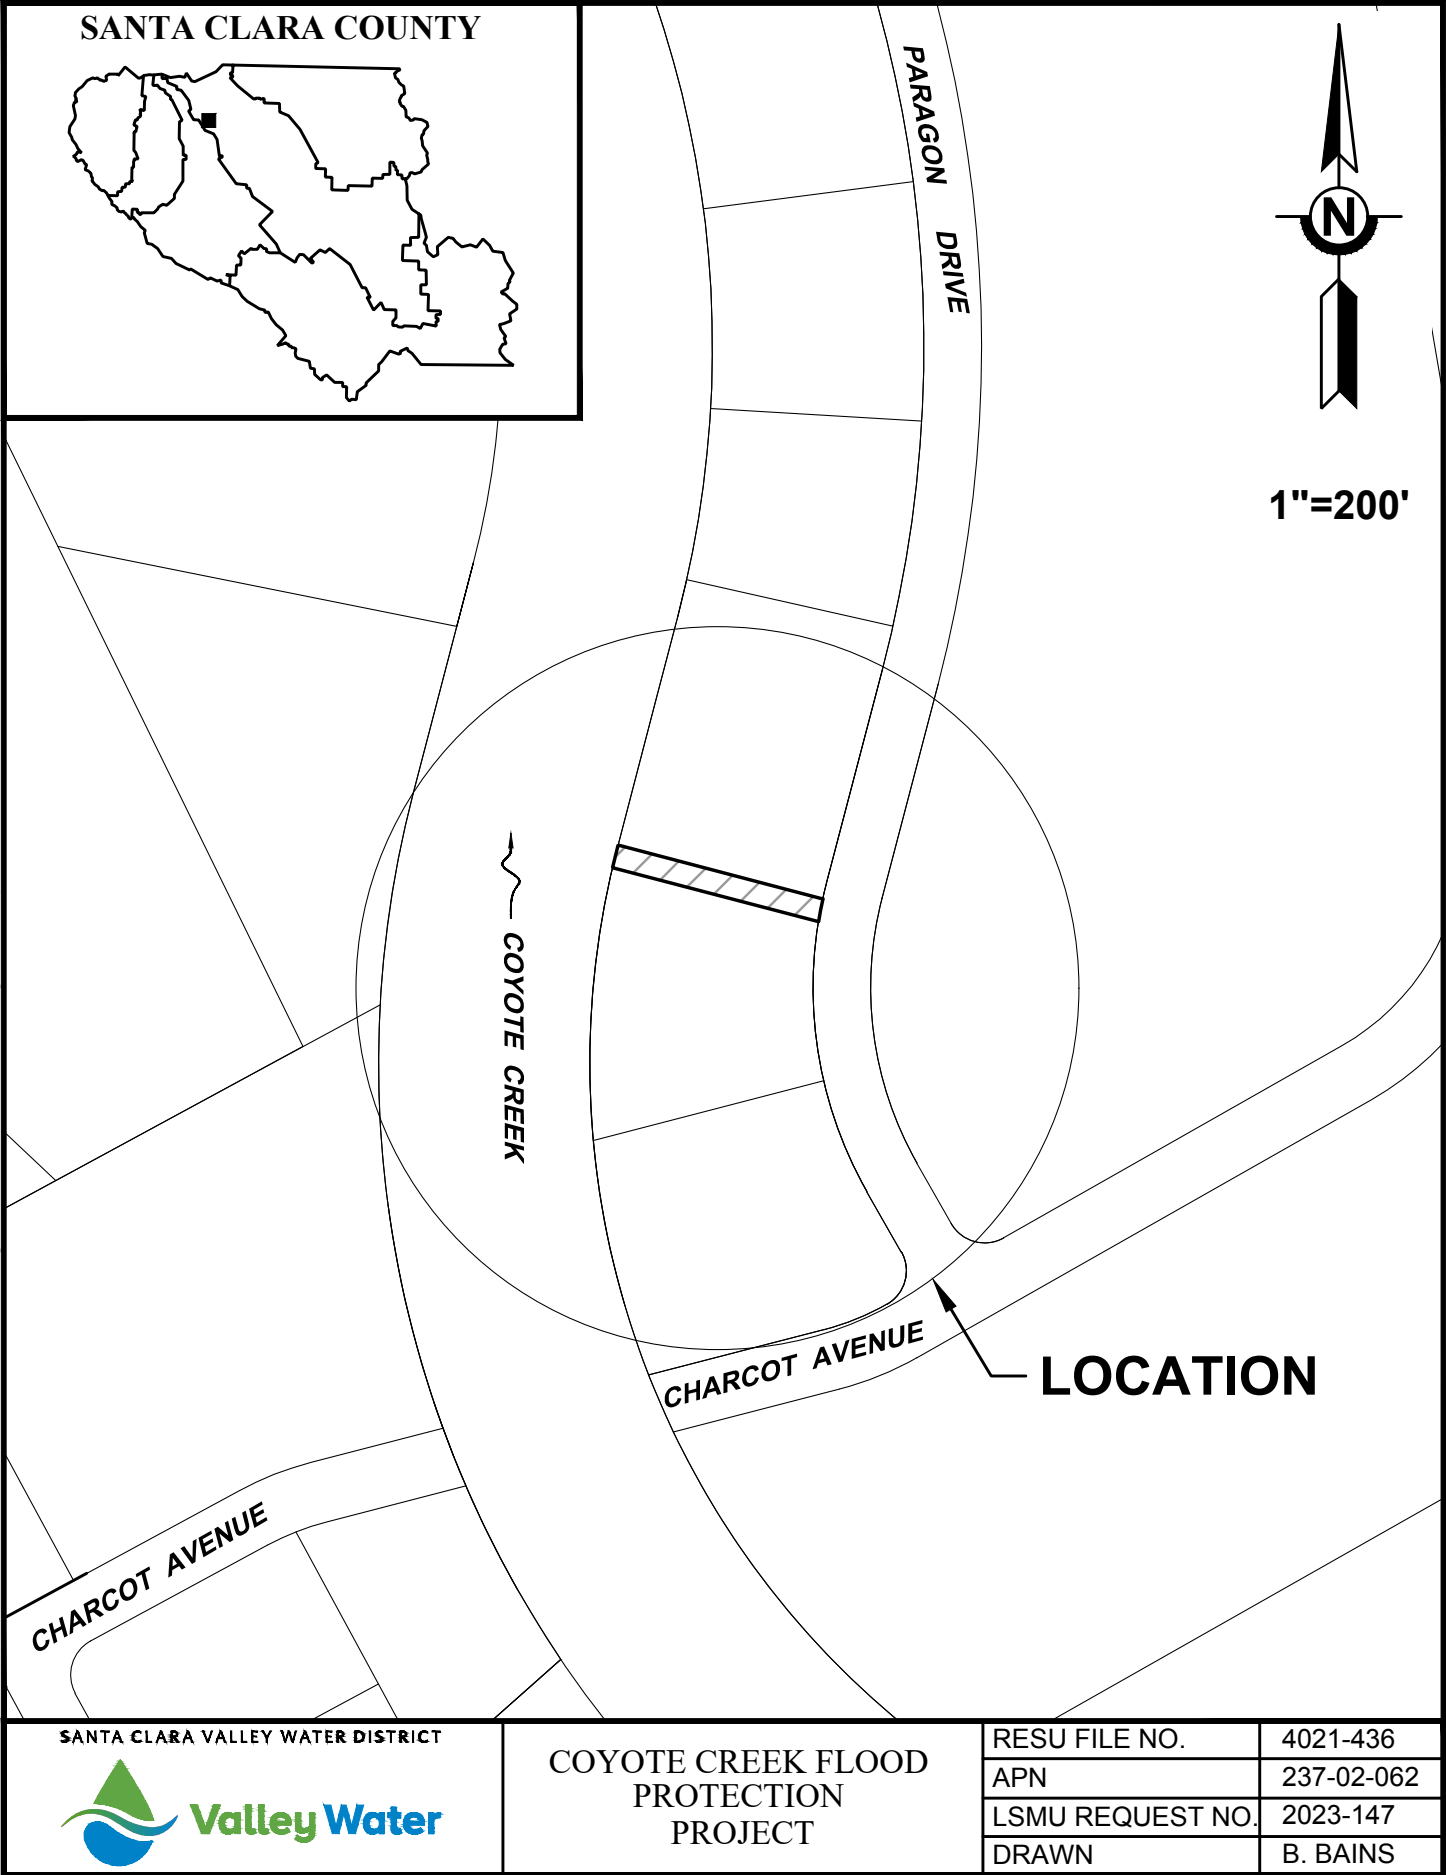 SANTA CLARA COUNTY
PARAGON DRIVE
N
1"=200'
COYOTE CREEK
LOCATION
CHARCOT AVENUE
CHARCOT AVENUE
SANTA CLARA VALLEY WATER DISTRICT
Valley Water
COYOTE CREEK FLOOD
PROTECTION
PROJECT
RESU FILE NO. 4021-436
APN 237-02-062
LSMU REQUEST NO. 2023-147
DRAWN B. BAINS